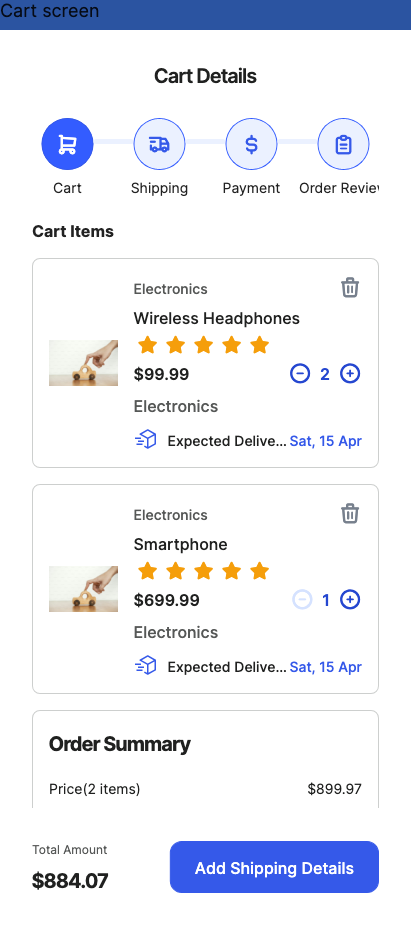 Cart screen
Cart Details
Cart
Shipping
Payment
Order Review
Cart Items
Electronics
Wireless Headphones
$99.99
2
Electronics
Expected Delive... Sat, 15 Apr
Electronics
Smartphone
$699.99
1
Electronics
Expected Delive... Sat, 15 Apr
Order Summary
Price(2 items) $899.97
Total Amount
$884.07
Add Shipping Details